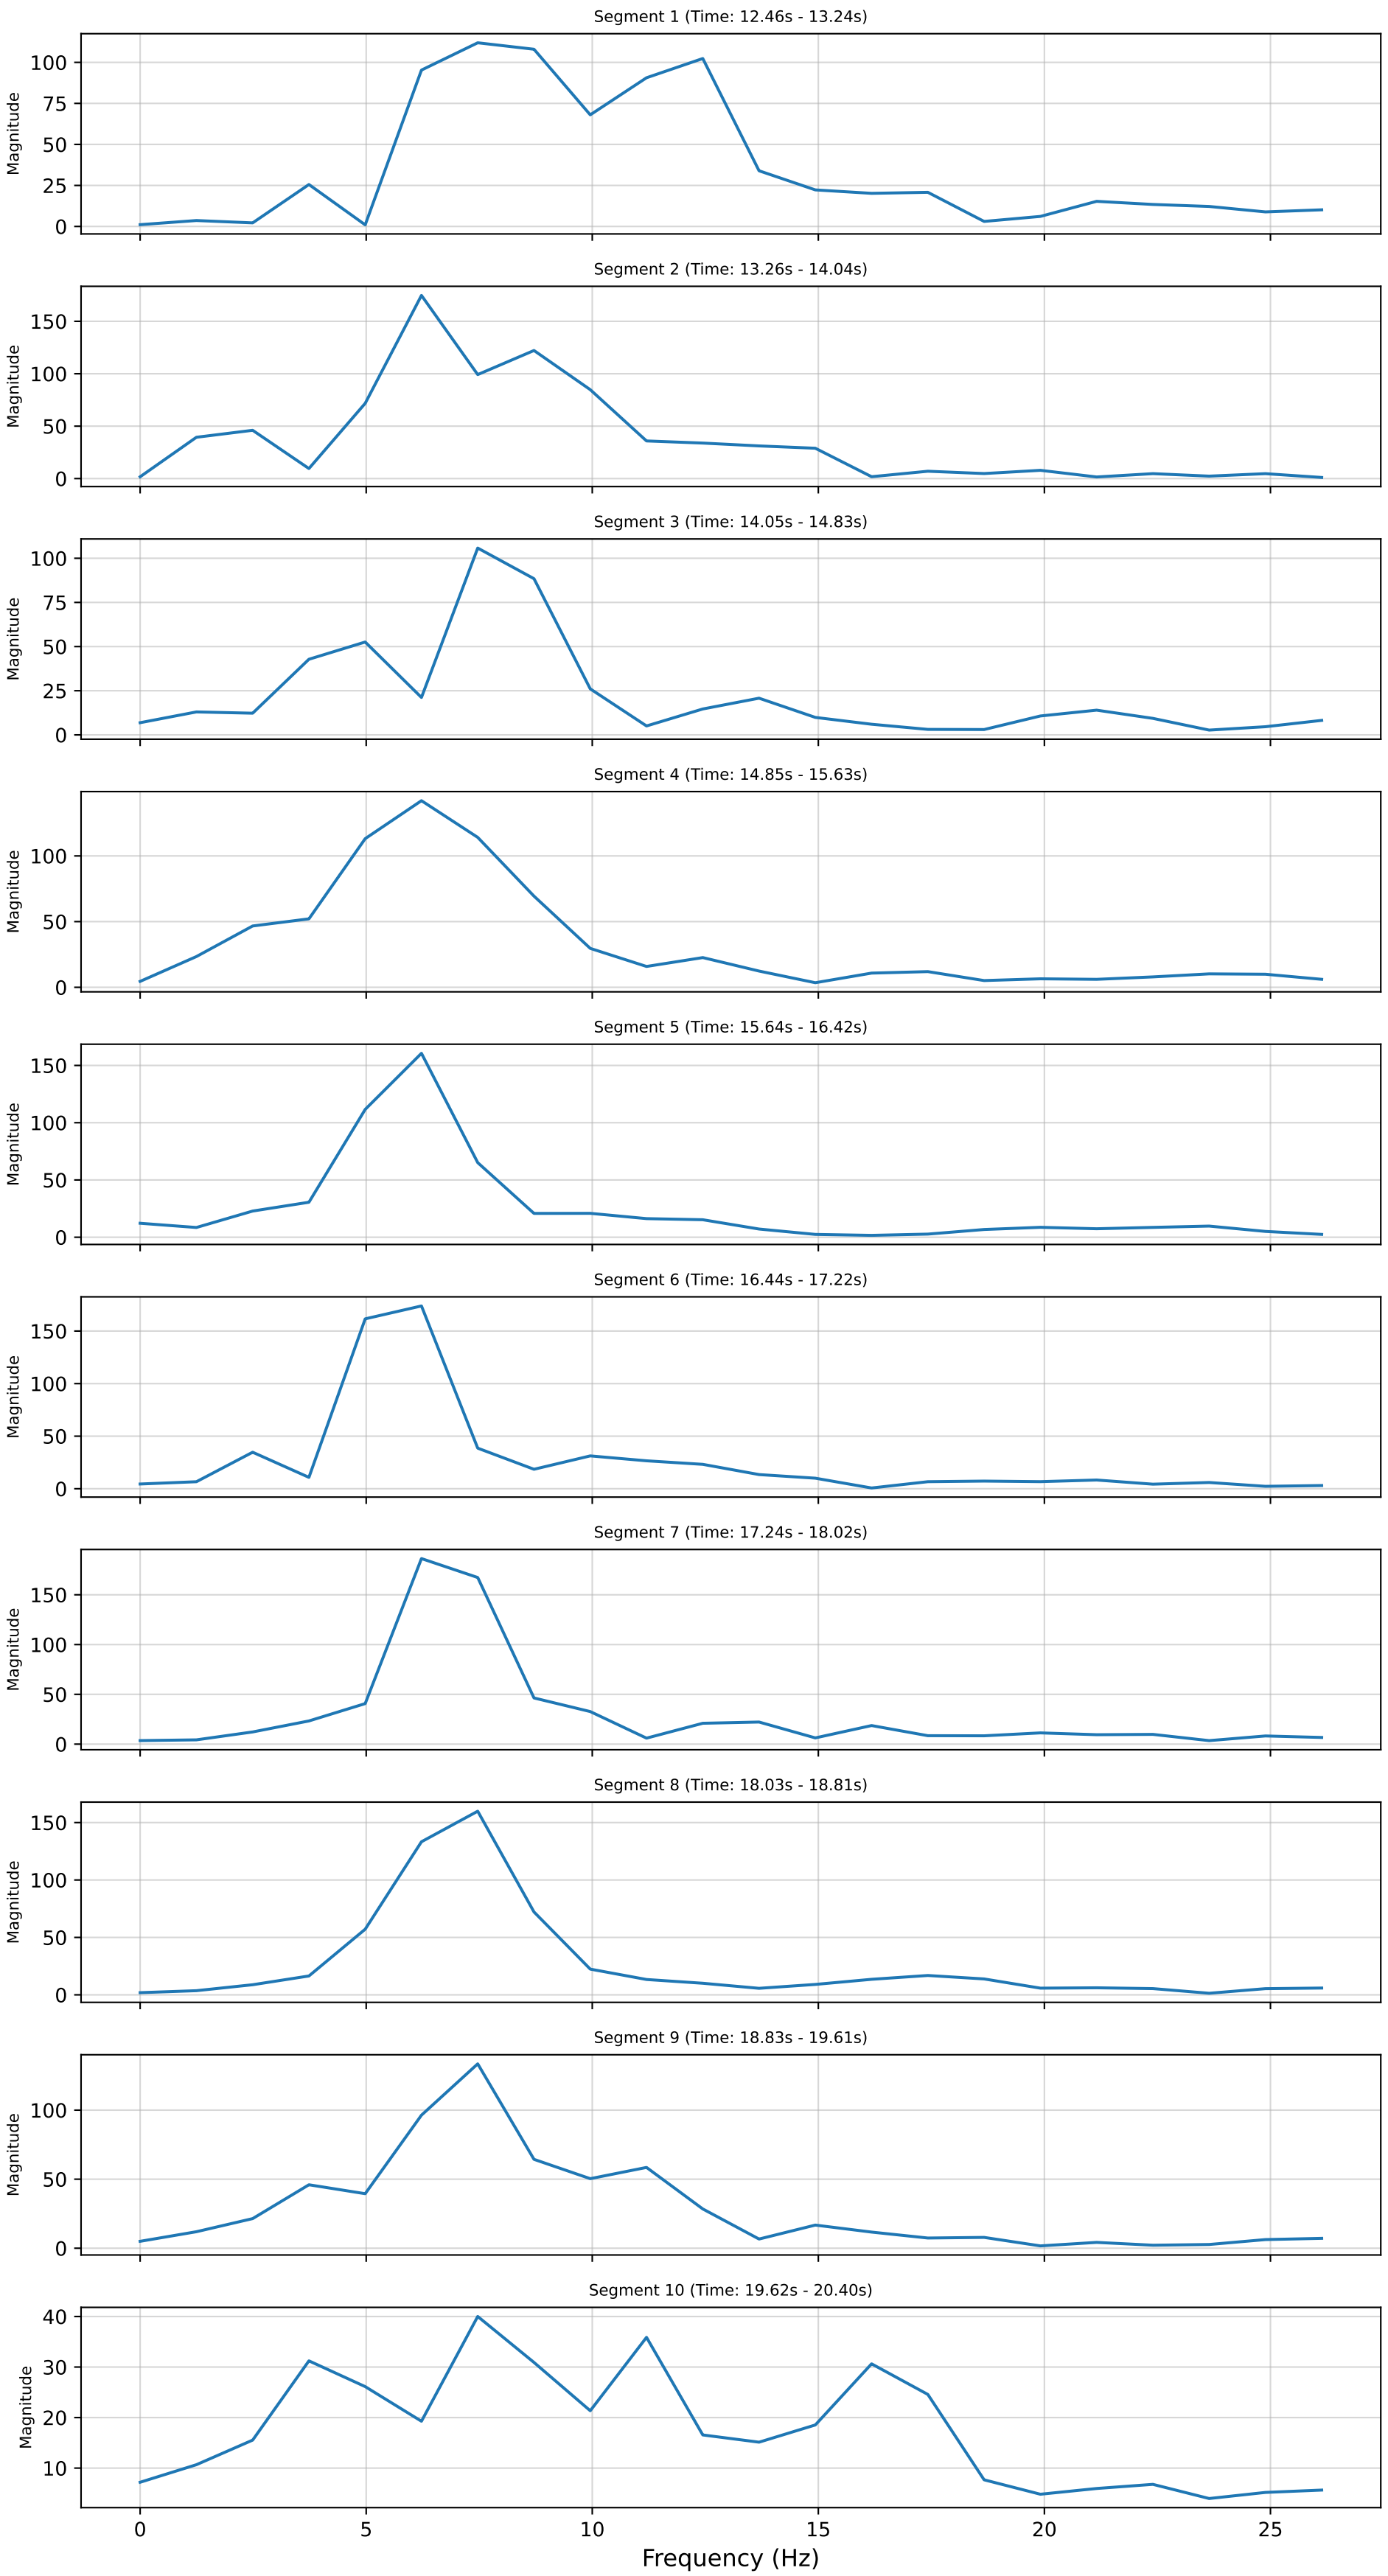 Segment 1 (Time: 12.46s - 13.24s)
Magnitude
100
75
50
25
0
Segment 2 (Time: 13.26s - 14.04s)
Magnitude
150
100
50
0
Segment 3 (Time: 14.05s - 14.83s)
Magnitude
100
75
50
25
0
Segment 4 (Time: 14.85s - 15.63s)
Magnitude
100
50
0
Segment 5 (Time: 15.64s - 16.42s)
Magnitude
150
100
50
0
Segment 6 (Time: 16.44s - 17.22s)
Magnitude
150
100
50
0
Segment 7 (Time: 17.24s - 18.02s)
Magnitude
150
100
50
0
Segment 8 (Time: 18.03s - 18.81s)
Magnitude
150
100
50
0
Segment 9 (Time: 18.83s - 19.61s)
Magnitude
100
50
0
Segment 10 (Time: 19.62s - 20.40s)
Magnitude
40
30
20
10
0 5 10 15 20 25
Frequency (Hz)